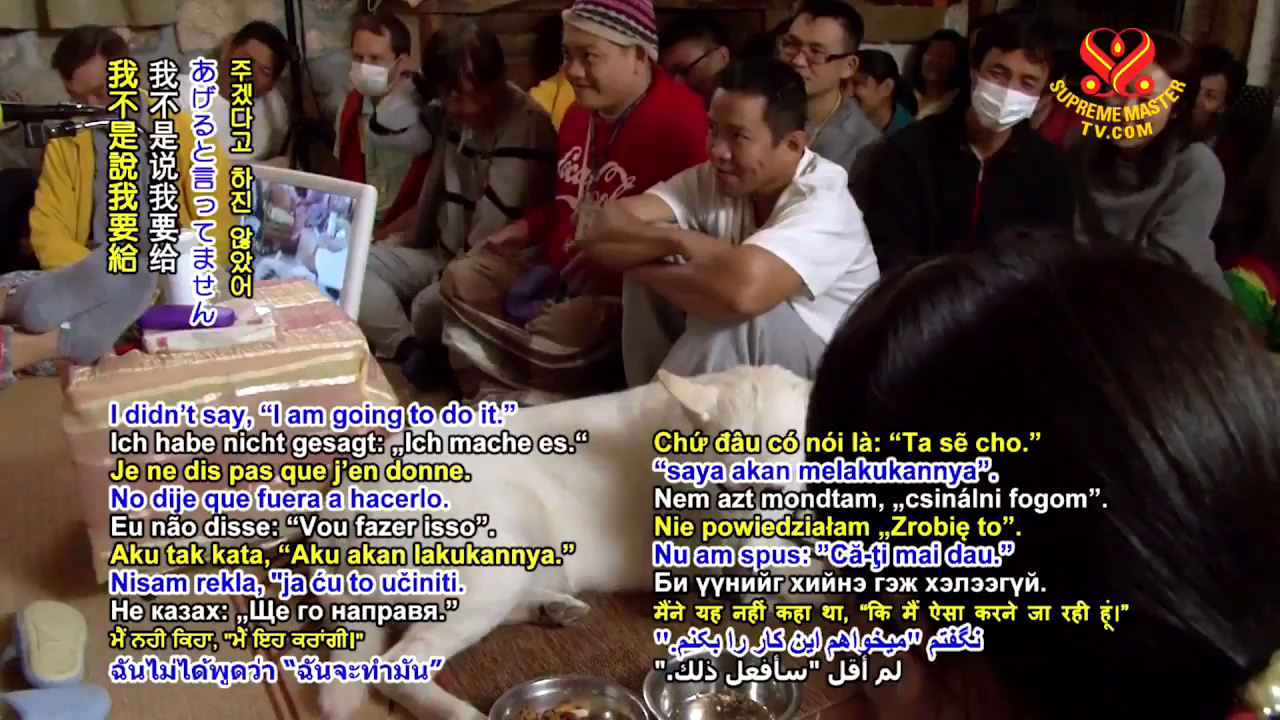 SUPREME MASTER
TV.COM
주겠다고 하진 않았어
あげると言ってません
我不是说我要给
我不是說我要給
I didn't say, “I am going to do it.”
Ich habe nicht gesagt: „Ich mache es.“
Je ne dis pas que j'en donne.
No dije que fuera a hacerlo.
Eu não disse: “Vou fazer isso”.
Aku tak kata, “Aku akan lakukannya.”
Nisam rekla, "ja ću to učiniti.
Не казах: „Ще го направя.”
ਮੈਂ ਨਹੀ ਕਿਹਾ, "ਮੈਂ ਇਹ ਕਰਾਂਗੀ।"
ฉันไม่ได้พูดว่า “ฉันจะทำมัน”
Chứ đâu có nói là: “Ta sẽ cho.”
“saya akan melakukannya”.
Nem azt mondtam, „csinálni fogom”.
Nie powiedziałam „Zrobię to”.
Nu am spus: ”Că-ţi mai dau.”
Би үүнийг хийнэ гэж хэлээгүй.
मैंने यह नहीं कहा था, “कि मैं ऐसा करने जा रही हूं।”
نگفتم "میخواهم این کار را بکنم."
لم أقل "سأفعل ذلك."